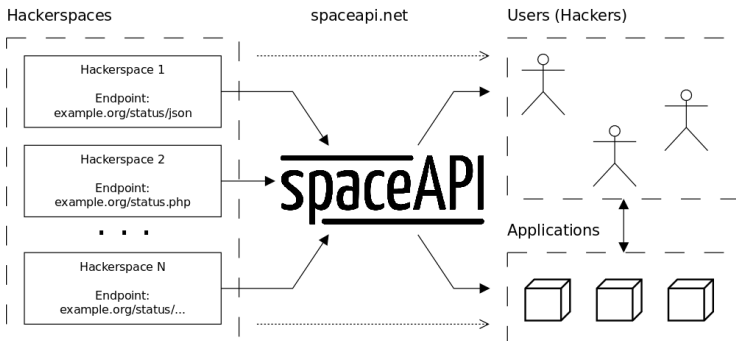 Hackerspaces
spaceapi.net
Users (Hackers)
Hackerspace 1
Endpoint:
example.org/status/json
Hackerspace 2
Endpoint:
example.org/status.php
. . .
Hackerspace N
Endpoint:
example.org/status/...
spaceAPI
Applications